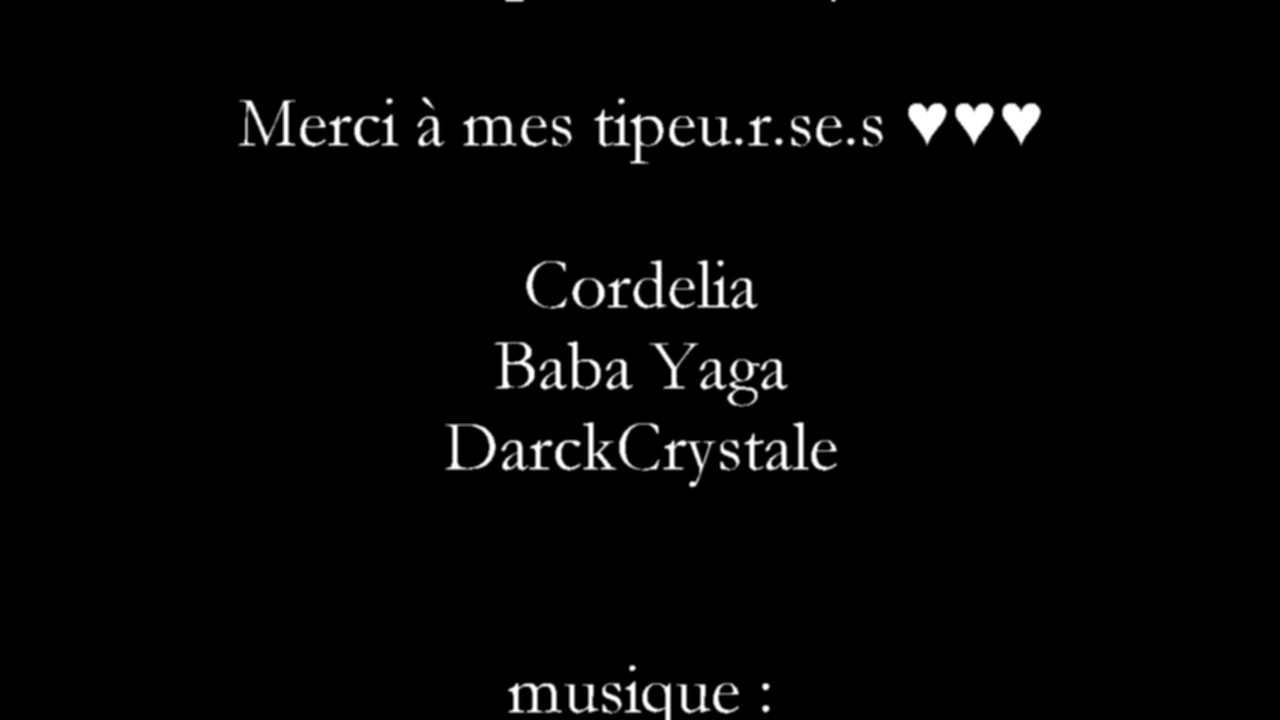 Merci à mes tipeu.r.se.s ♥♥♥
Cordelia
Baba Yaga
DarckCrystale
musique :